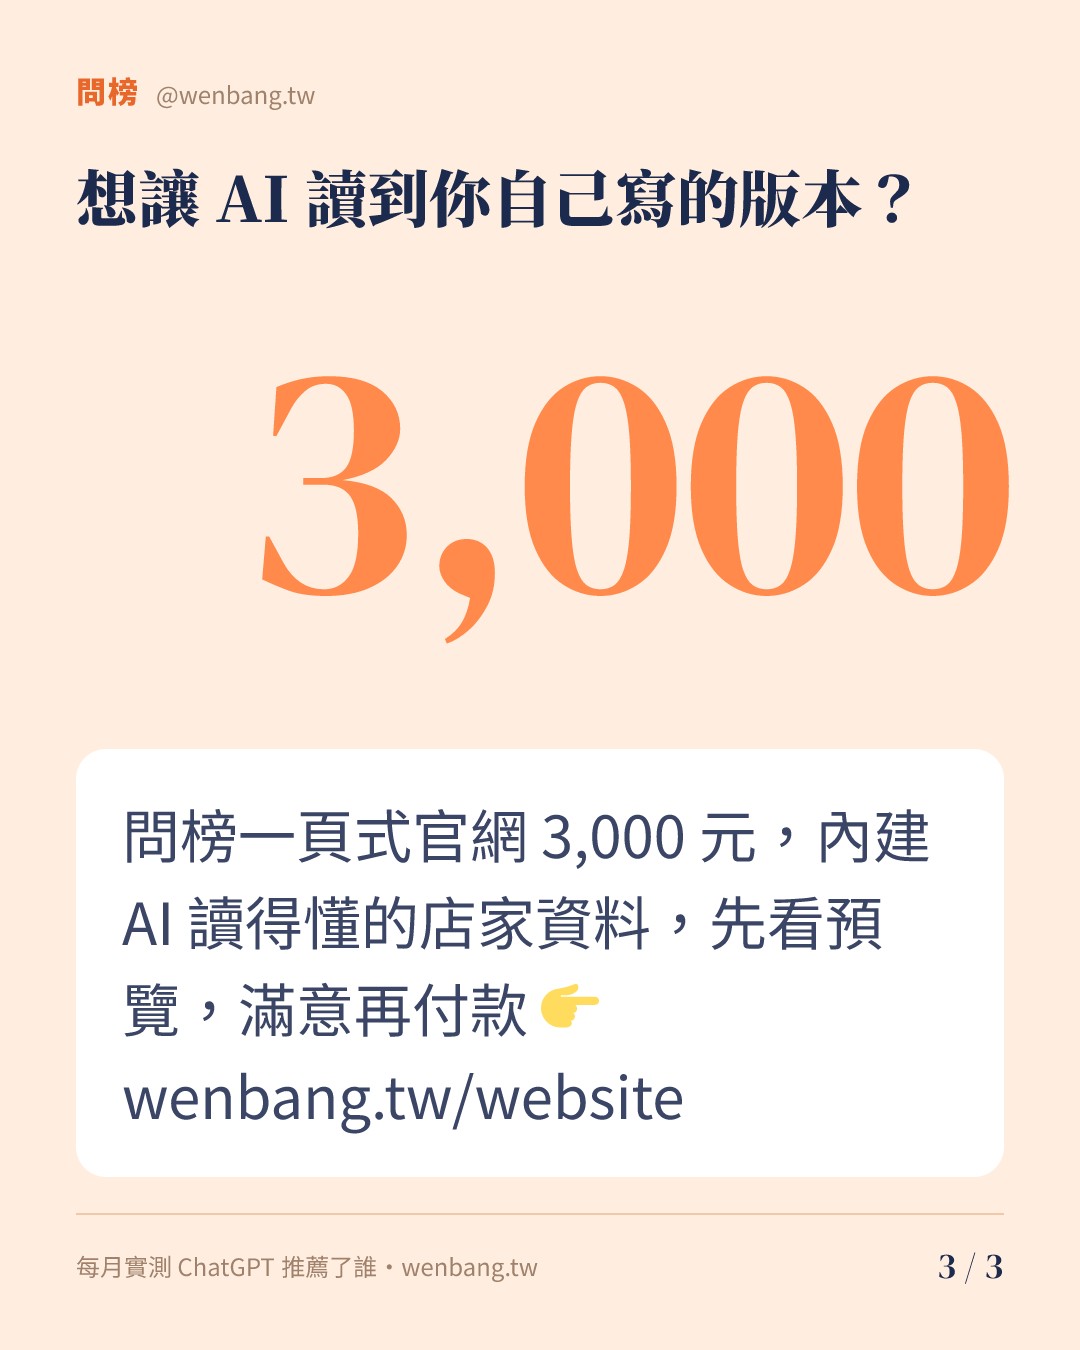 問榜 @wenbang.tw
想讓 AI 讀到你自己寫的版本？
3,000
問榜一頁式官網 3,000 元，內建
AI 讀得懂的店家資料，先看預
覽，滿意再付款 👉
wenbang.tw/website
每月實測 ChatGPT 推薦了誰・wenbang.tw
3 / 3